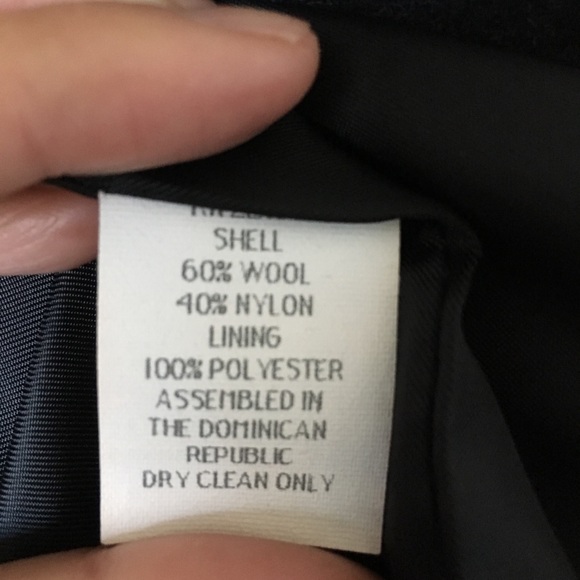 SHELL
60% WOOL
40% NYLON
LINING
100% POLYESTER
ASSEMBLED IN
THE DOMINICAN
REPUBLIC
DRY CLEAN ONLY